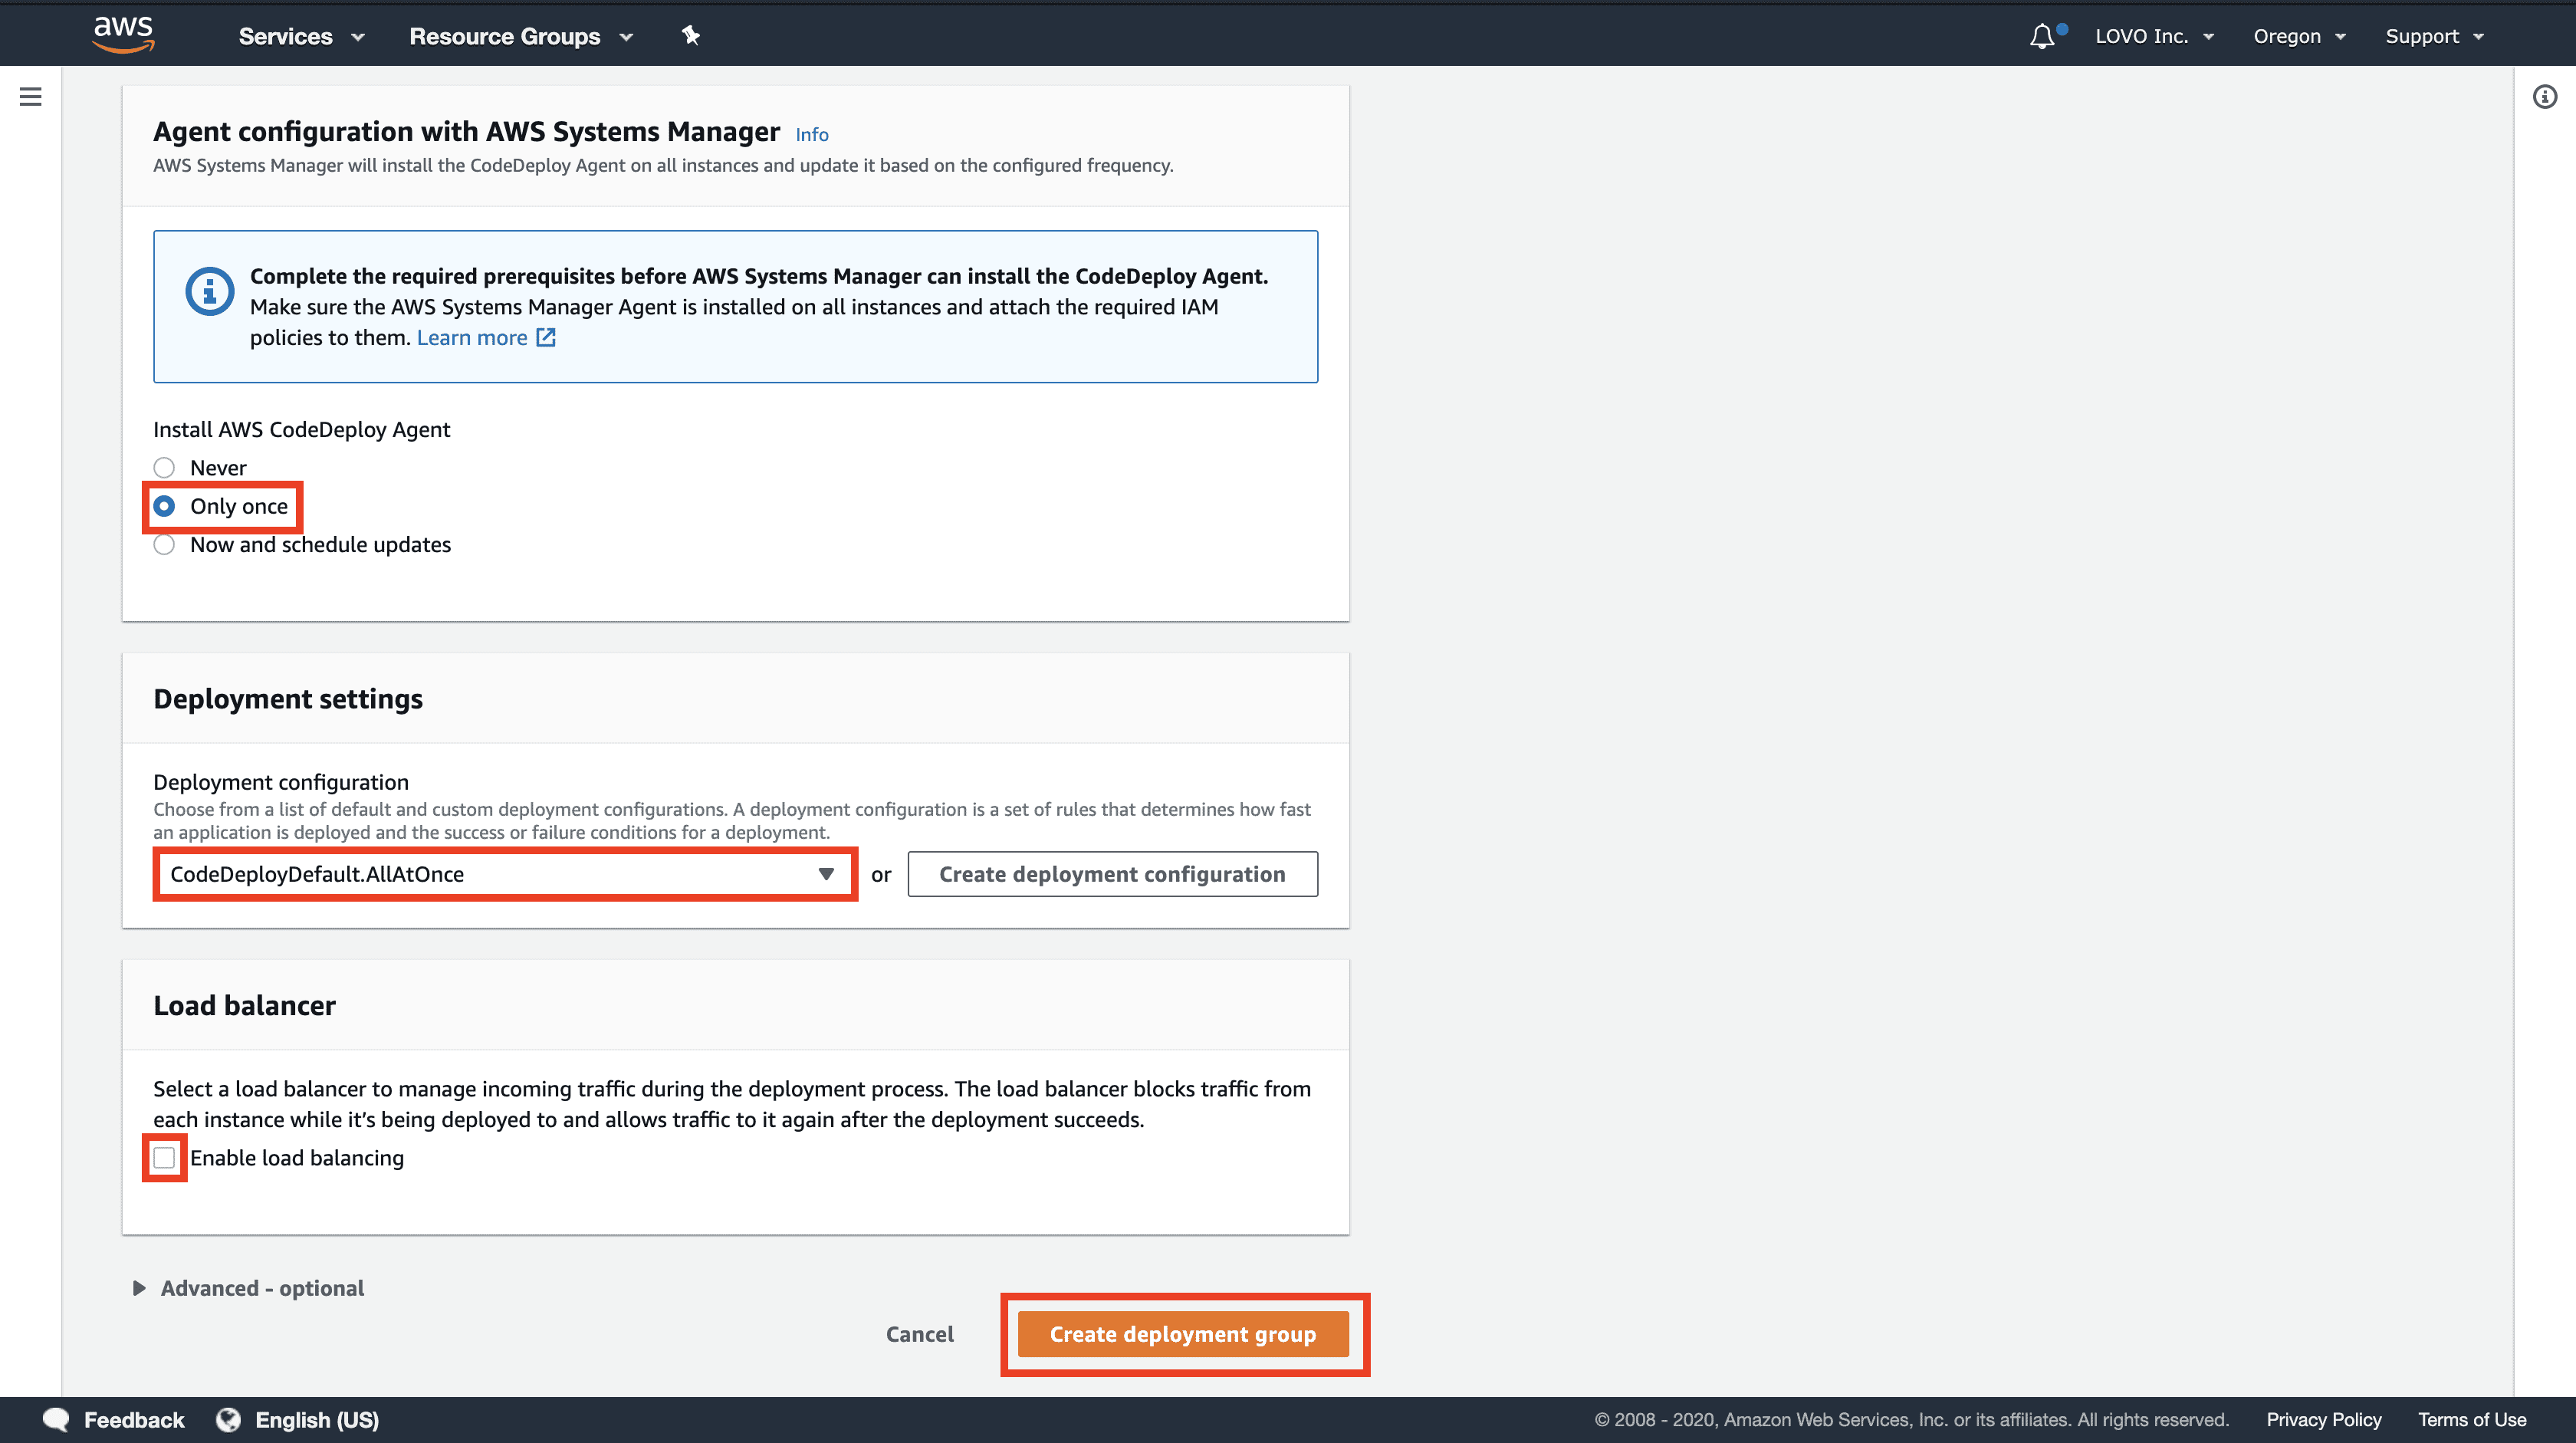 aws
Services
Resource Groups
LOVO Inc.
Oregon
Support
Agent configuration with AWS Systems Manager Info
AWS Systems Manager will install the CodeDeploy Agent on all instances and update it based on the configured frequency.
Complete the required prerequisites before AWS Systems Manager can install the CodeDeploy Agent.
Make sure the AWS Systems Manager Agent is installed on all instances and attach the required IAM
policies to them. Learn more
Install AWS CodeDeploy Agent
Never
Only once
Now and schedule updates
Deployment settings
Deployment configuration
Choose from a list of default and custom deployment configurations. A deployment configuration is a set of rules that determines how fast
an application is deployed and the success or failure conditions for a deployment.
CodeDeployDefault.AllAtOnce
or
Create deployment configuration
Load balancer
Select a load balancer to manage incoming traffic during the deployment process. The load balancer blocks traffic from
each instance while it's being deployed to and allows traffic to it again after the deployment succeeds.
Enable load balancing
Advanced - optional
Cancel
Create deployment group
Feedback
English (US)
© 2008 - 2020, Amazon Web Services, Inc. or its affiliates. All rights reserved.
Privacy Policy
Terms of Use